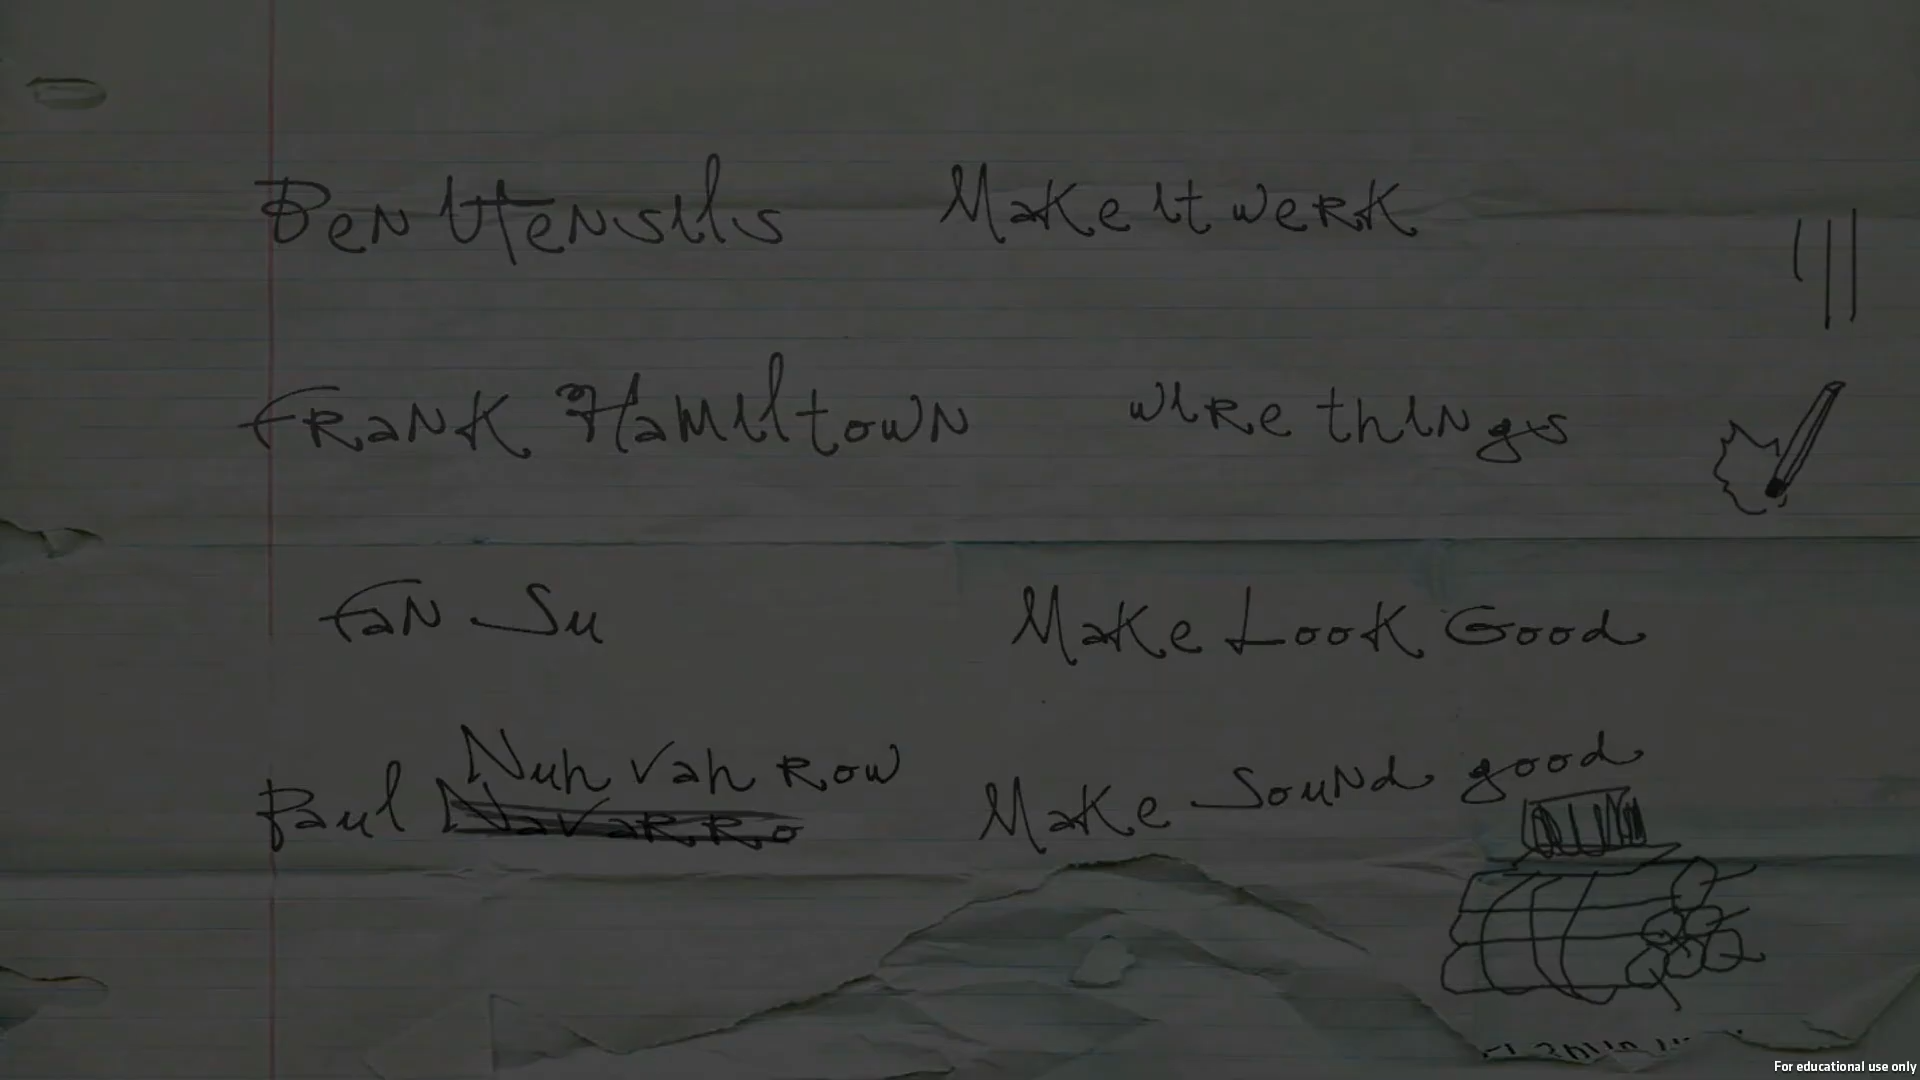 Ben Utensils Make it werk
Frank Hamiltown wire things
Fan Su Make Look Good
Nuh vah row
Paul Navarro Make Sound good
For educational use only